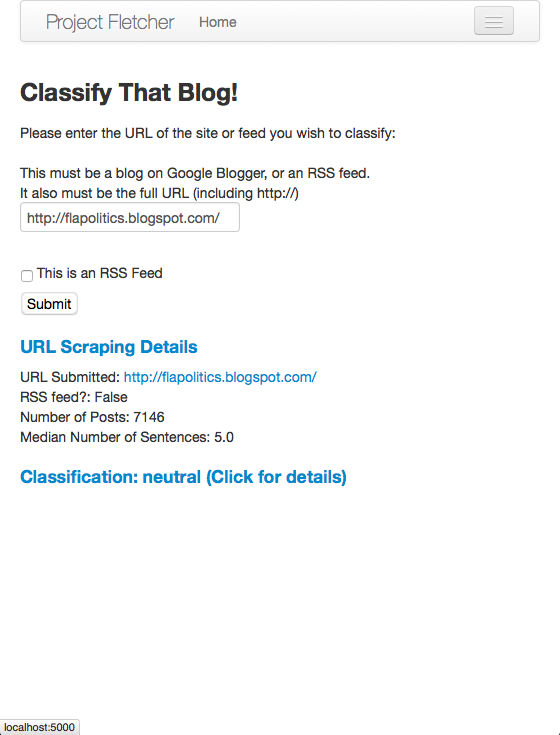 Project Fletcher Home
Classify That Blog!
Please enter the URL of the site or feed you wish to classify:
This must be a blog on Google Blogger, or an RSS feed.
It also must be the full URL (including http://)
http://flapolitics.blogspot.com/
This is an RSS Feed
Submit
URL Scraping Details
URL Submitted: http://flapolitics.blogspot.com/
RSS feed?: False
Number of Posts: 7146
Median Number of Sentences: 5.0
Classification: neutral (Click for details)
localhost:5000